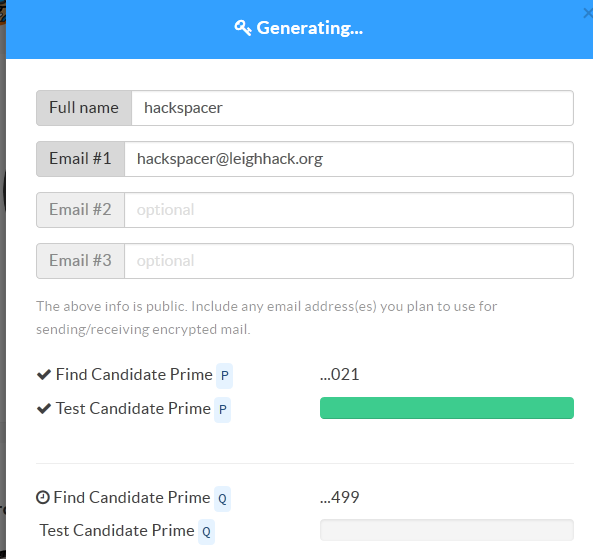 Generating...
Full name hackspacer
Email #1 hackspacer@leighhack.org
Email #2 optional
Email #3 optional
The above info is public. Include any email address(es) you plan to use for
sending/receiving encrypted mail.
Find Candidate Prime P ...021
Test Candidate Prime P
Find Candidate Prime Q ...499
Test Candidate Prime Q